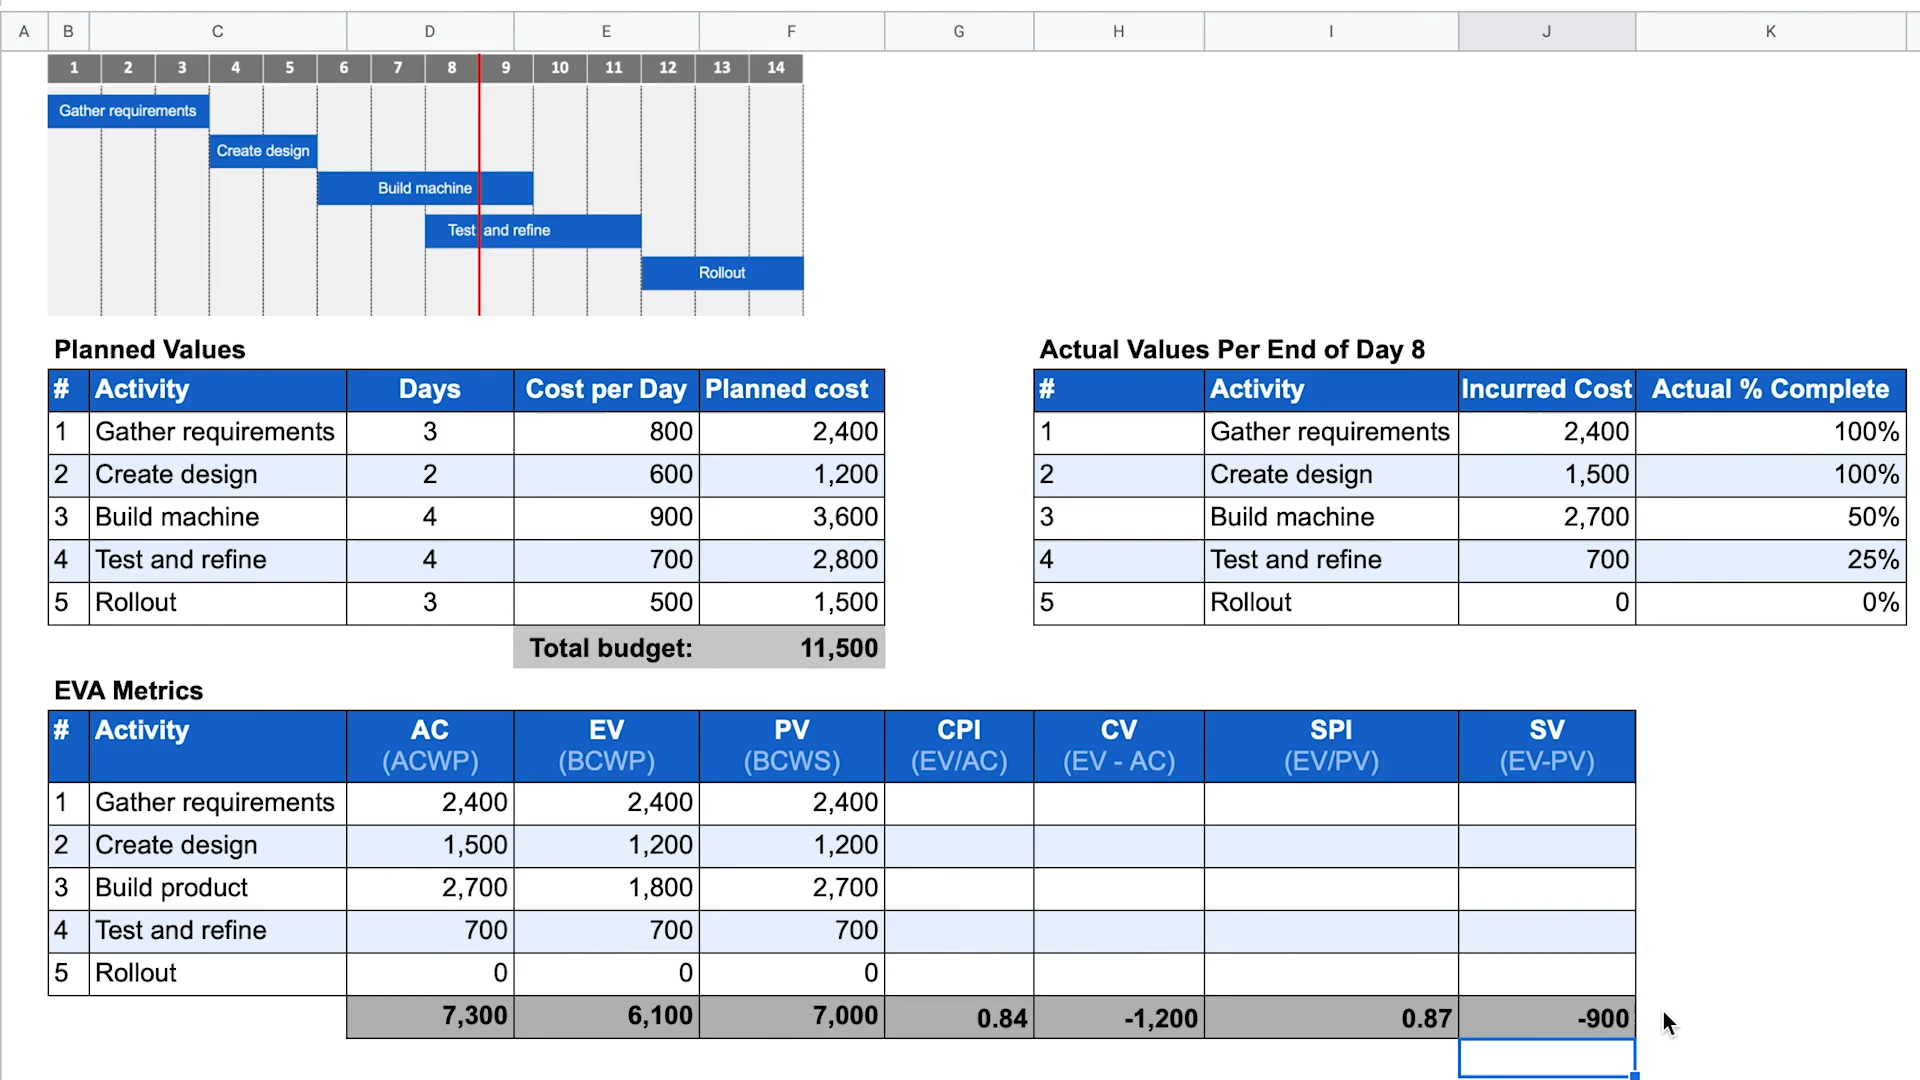 A B C D E F G H I J K
1 2 3 4 5 6 7 8 9 10 11 12 13 14
Gather requirements
Create design
Build machine
Test and refine
Rollout
Planned Values
# Activity Days Cost per Day Planned cost
1 Gather requirements 3 800 2,400
2 Create design 2 600 1,200
3 Build machine 4 900 3,600
4 Test and refine 4 700 2,800
5 Rollout 3 500 1,500
Total budget: 11,500
Actual Values Per End of Day 8
# Activity Incurred Cost Actual % Complete
1 Gather requirements 2,400 100%
2 Create design 1,500 100%
3 Build machine 2,700 50%
4 Test and refine 700 25%
5 Rollout 0 0%
EVA Metrics
# Activity AC EV PV CPI CV SPI SV
(ACWP) (BCWP) (BCWS) (EV/AC) (EV - AC) (EV/PV) (EV-PV)
1 Gather requirements 2,400 2,400 2,400
2 Create design 1,500 1,200 1,200
3 Build product 2,700 1,800 2,700
4 Test and refine 700 700 700
5 Rollout 0 0 0
7,300 6,100 7,000 0.84 -1,200 0.87 -900